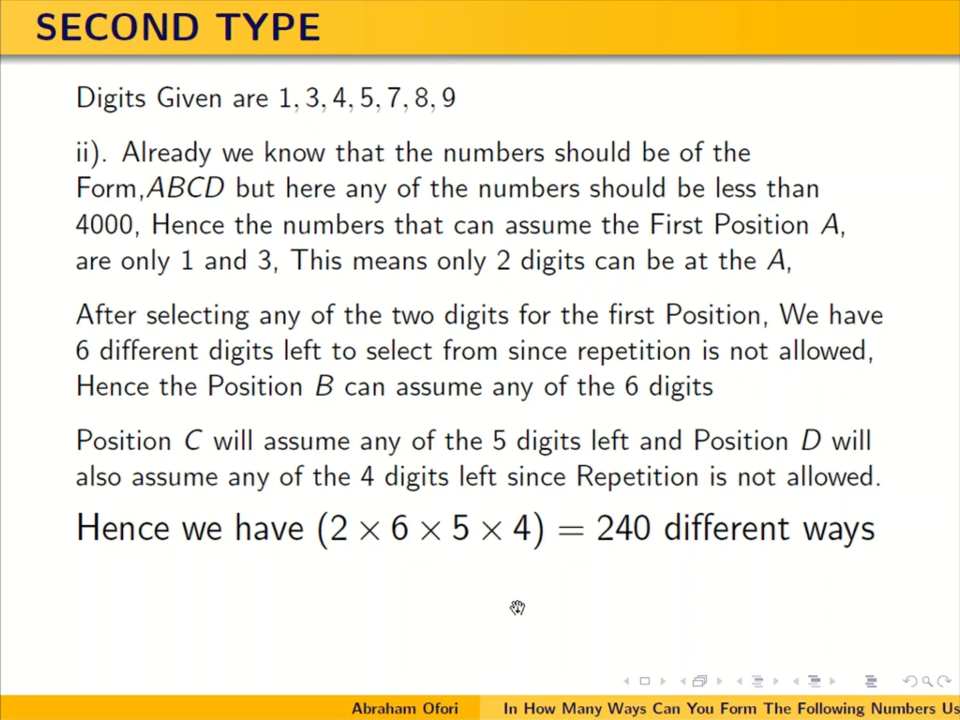 SECOND TYPE
Digits Given are 1, 3, 4, 5, 7, 8, 9
ii). Already we know that the numbers should be of the
Form,ABCD but here any of the numbers should be less than
4000, Hence the numbers that can assume the First Position A,
are only 1 and 3, This means only 2 digits can be at the A,
After selecting any of the two digits for the first Position, We have
6 different digits left to select from since repetition is not allowed,
Hence the Position B can assume any of the 6 digits
Position C will assume any of the 5 digits left and Position D will
also assume any of the 4 digits left since Repetition is not allowed.
Hence we have (2 × 6 × 5 × 4) = 240 different ways
Abraham Ofori In How Many Ways Can You Form The Following Numbers Us